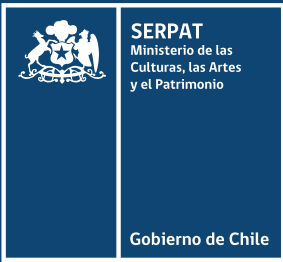 SERPAT
Ministerio de las
Culturas, las Artes
y el Patrimonio
Gobierno de Chile